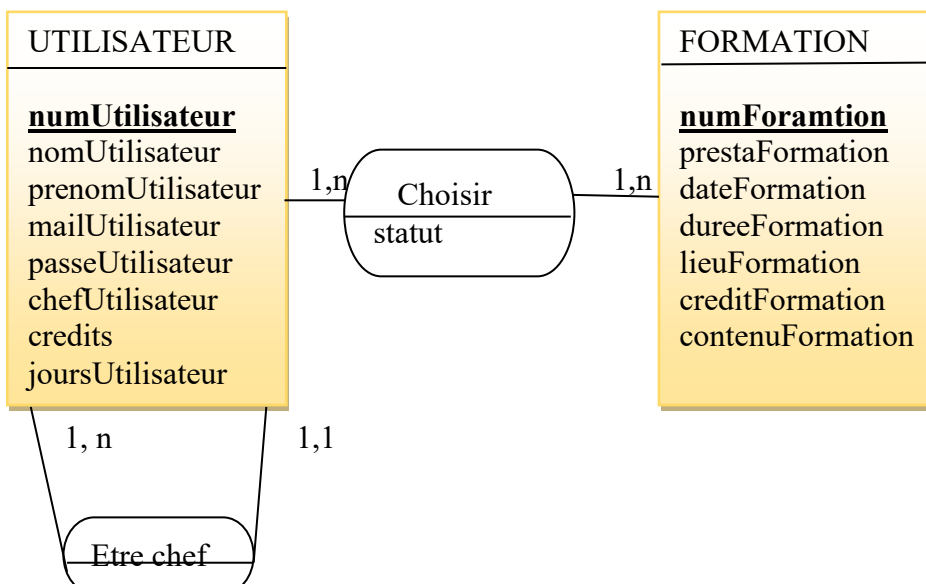 UTILISATEUR
numUtilisateur
nomUtilisateur
prenomUtilisateur
mailUtilisateur
passeUtilisateur
chefUtilisateur
credits
joursUtilisateur
1,n
Choisir
statut
1,n
FORMATION
numForamtion
prestaFormation
dateFormation
dureeFormation
lieuFormation
creditFormation
contenuFormation
1, n
1,1
Etre chef